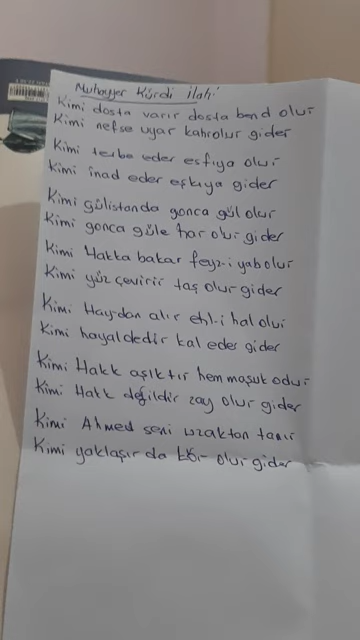 Muhayyer Kürdi ilahi
Kimi dosta varır dosta bend olur
Kimi nefse uyar kahrolur gider
Kimi tevbe eder esfiya olur
Kimi inad eder eşkıya gider
Kimi gülistanda gonca gül olur
Kimi gonca güle har olur gider
Kimi Hakka bakar feyz-i yab olur
Kimi yüz çevirir taş olur gider
Kimi Hay'dan alır ehl-i hal olur
Kimi hayaldedir kal eder gider
Kimi Hakk aşıktır hem maşuk odur
Kimi Hakk değildir zay olur gider
Kimi Ahmed seni uzaktan tanır
Kimi yaklaşır da kör olur gider